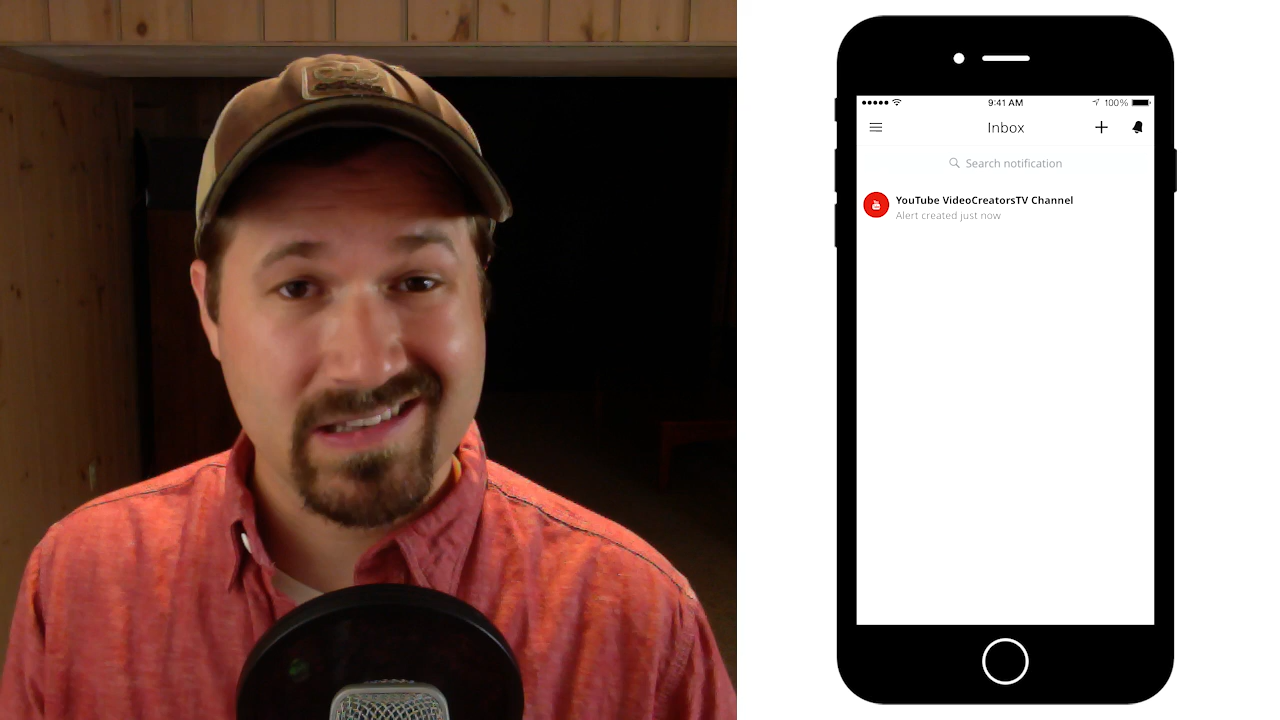 9:41 AM
100%
Inbox
Search notification
YouTube VideoCreatorsTV Channel
Alert created just now